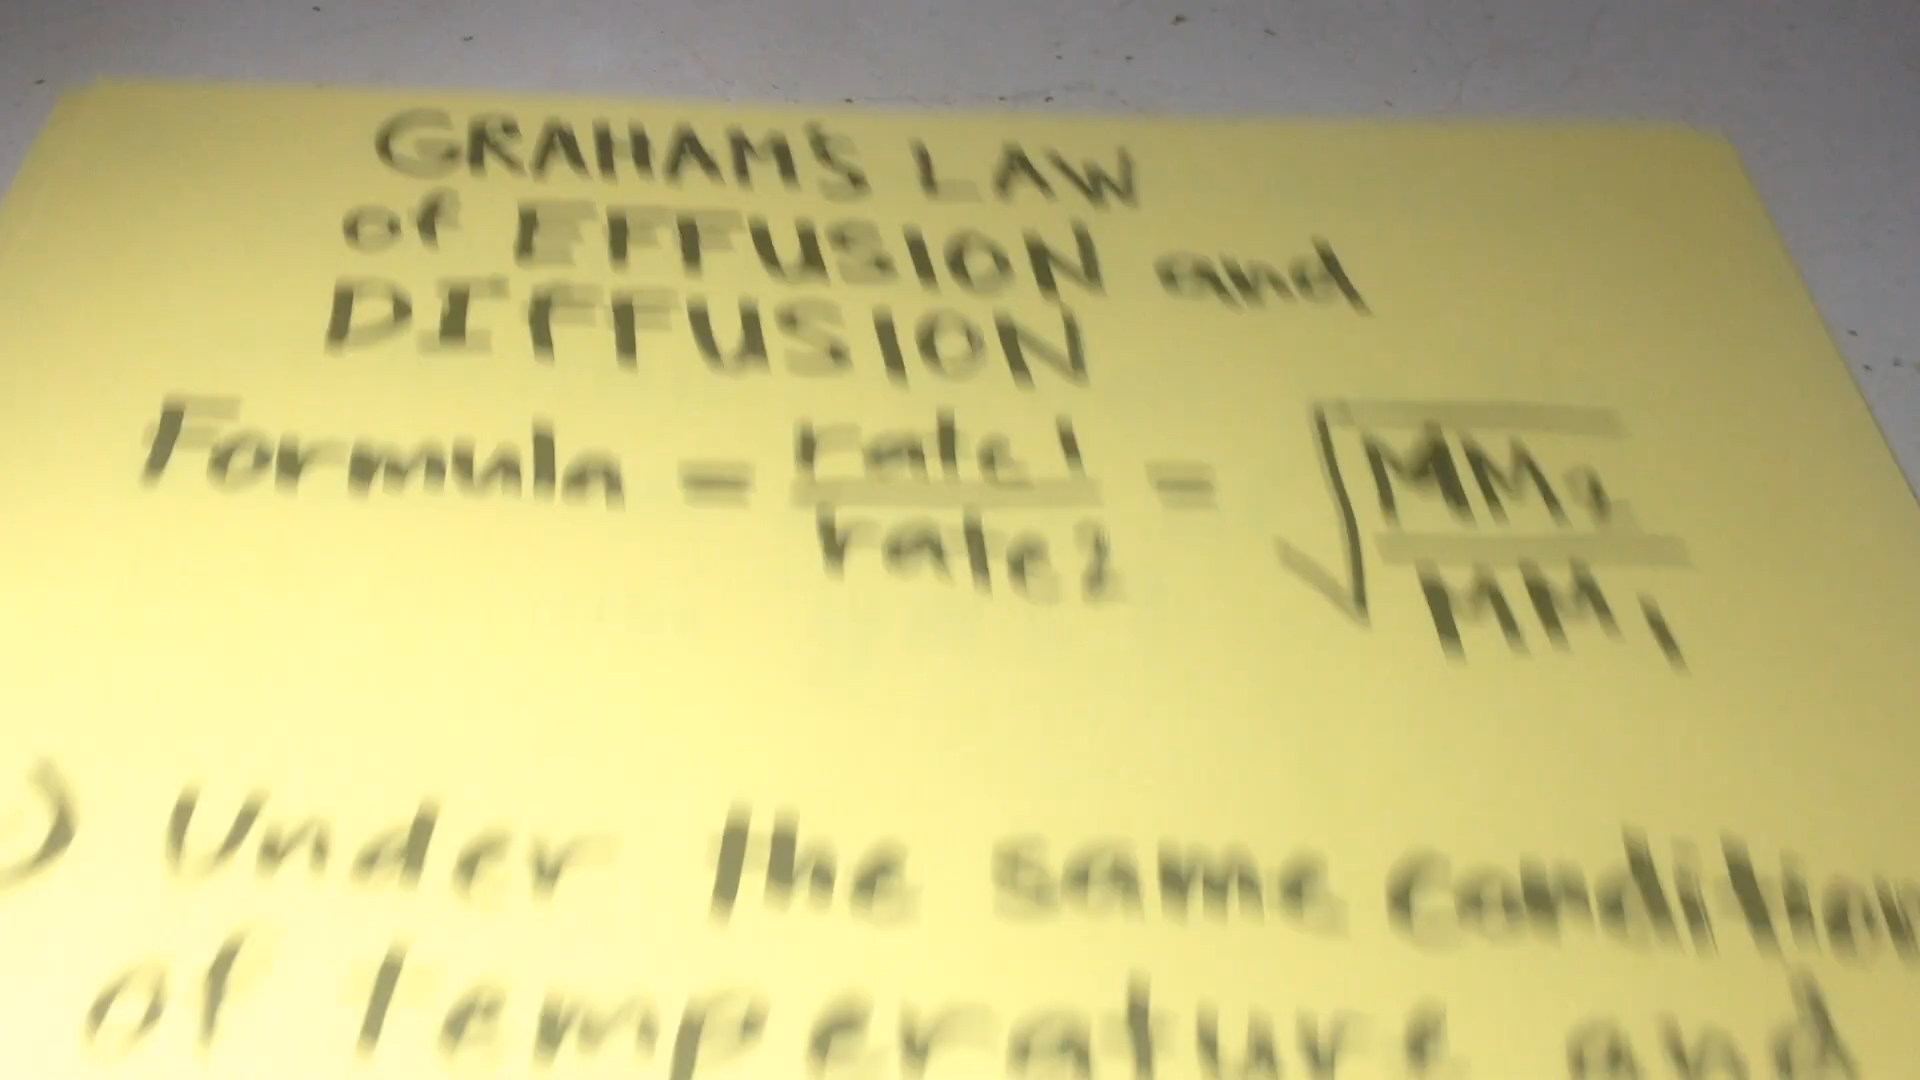 GRAHAMS LAW
of EFFUSION and
DIFFUSION
Formula = rate1/rate2 = √MM2/MM1
) Under the same condition
of temperature and